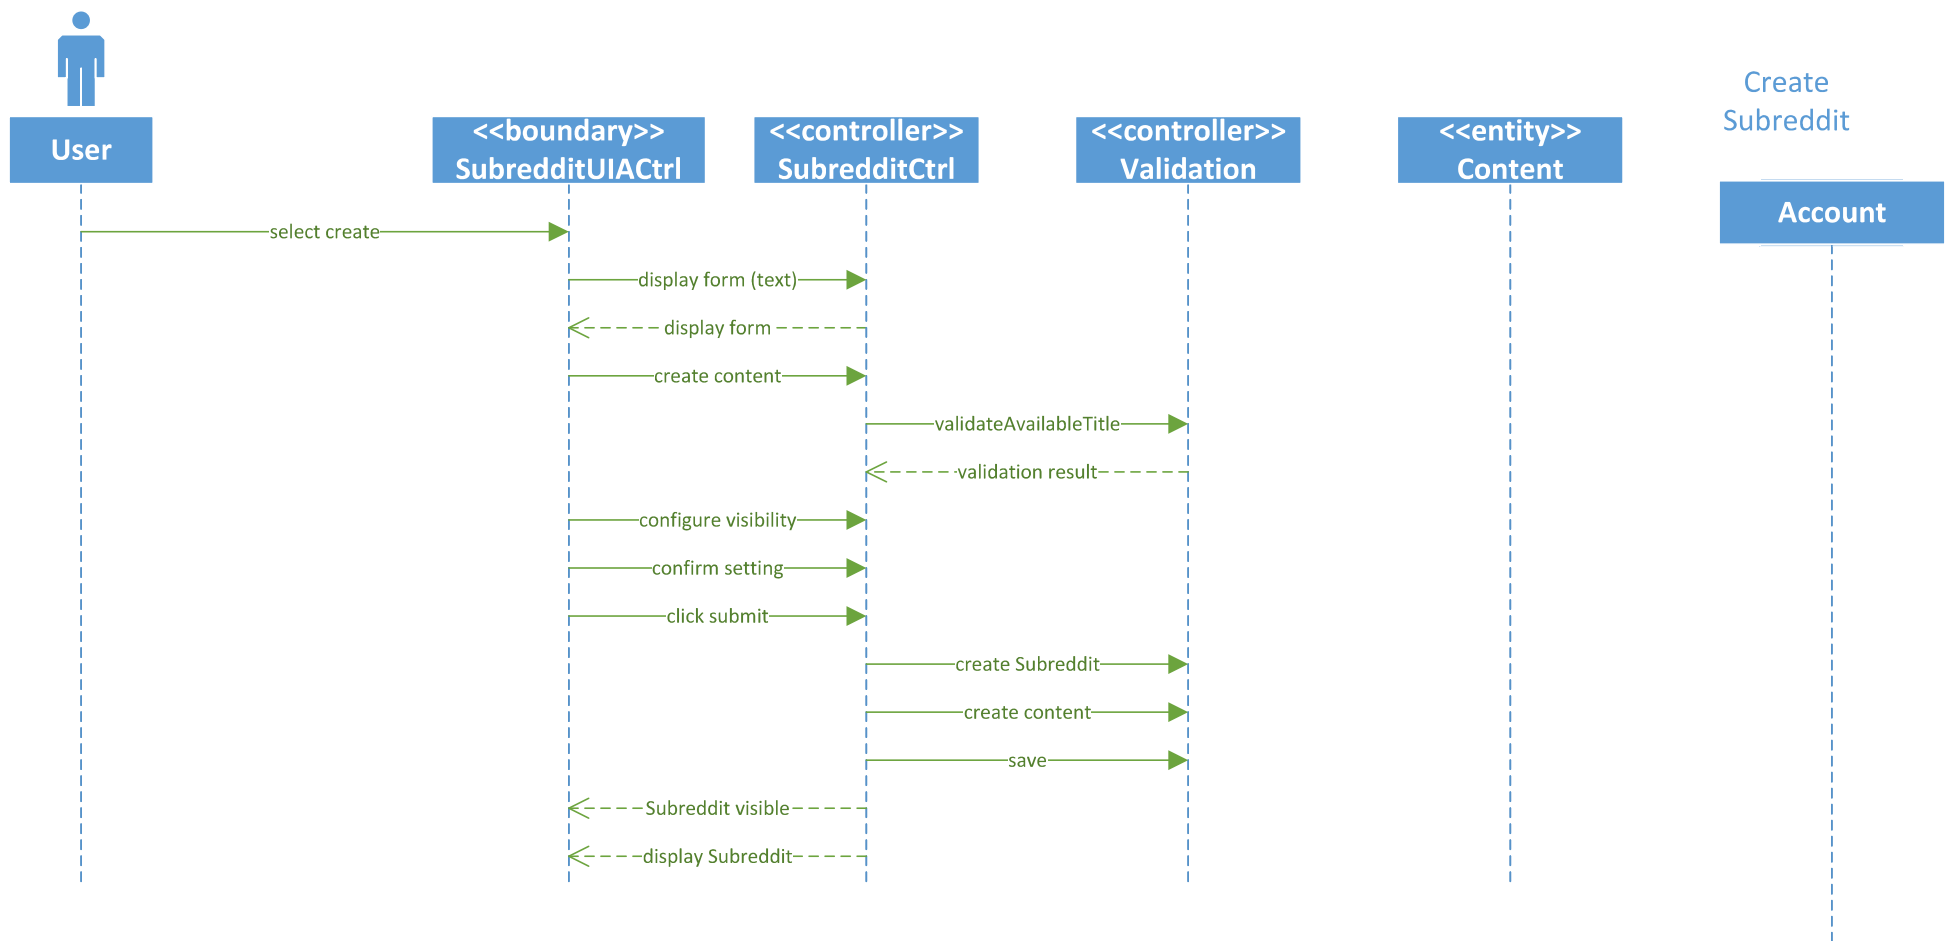 Create
Subreddit
User
<<boundary>>
SubredditUIACtrl
<<controller>>
SubredditCtrl
<<controller>>
Validation
<<entity>>
Content
Account
select create
display form (text)
display form
create content
validateAvailableTitle
validation result
configure visibility
confirm setting
click submit
create Subreddit
create content
save
Subreddit visible
display Subreddit